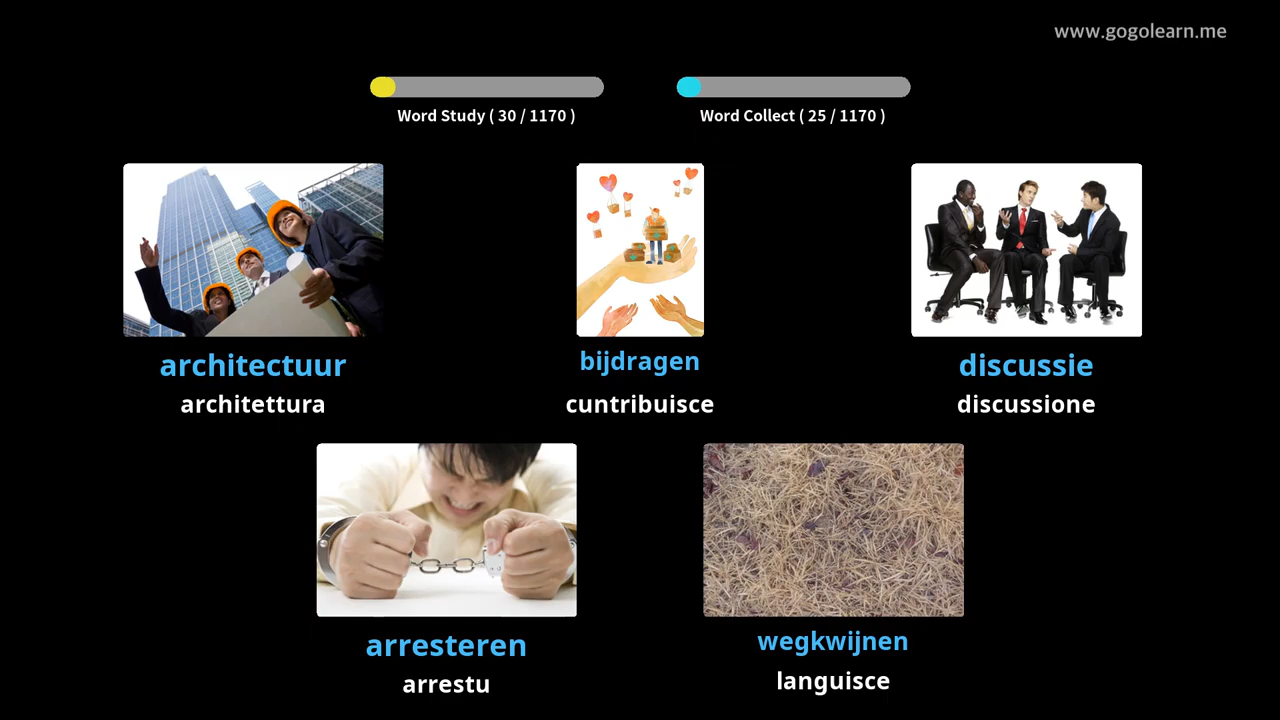 www.gogolearn.me
Word Study ( 30 / 1170 )
Word Collect ( 25 / 1170 )
architectuur
architettura
bijdragen
cuntribuisce
discussie
discussione
arresteren
arrestu
wegkwijnen
languisce